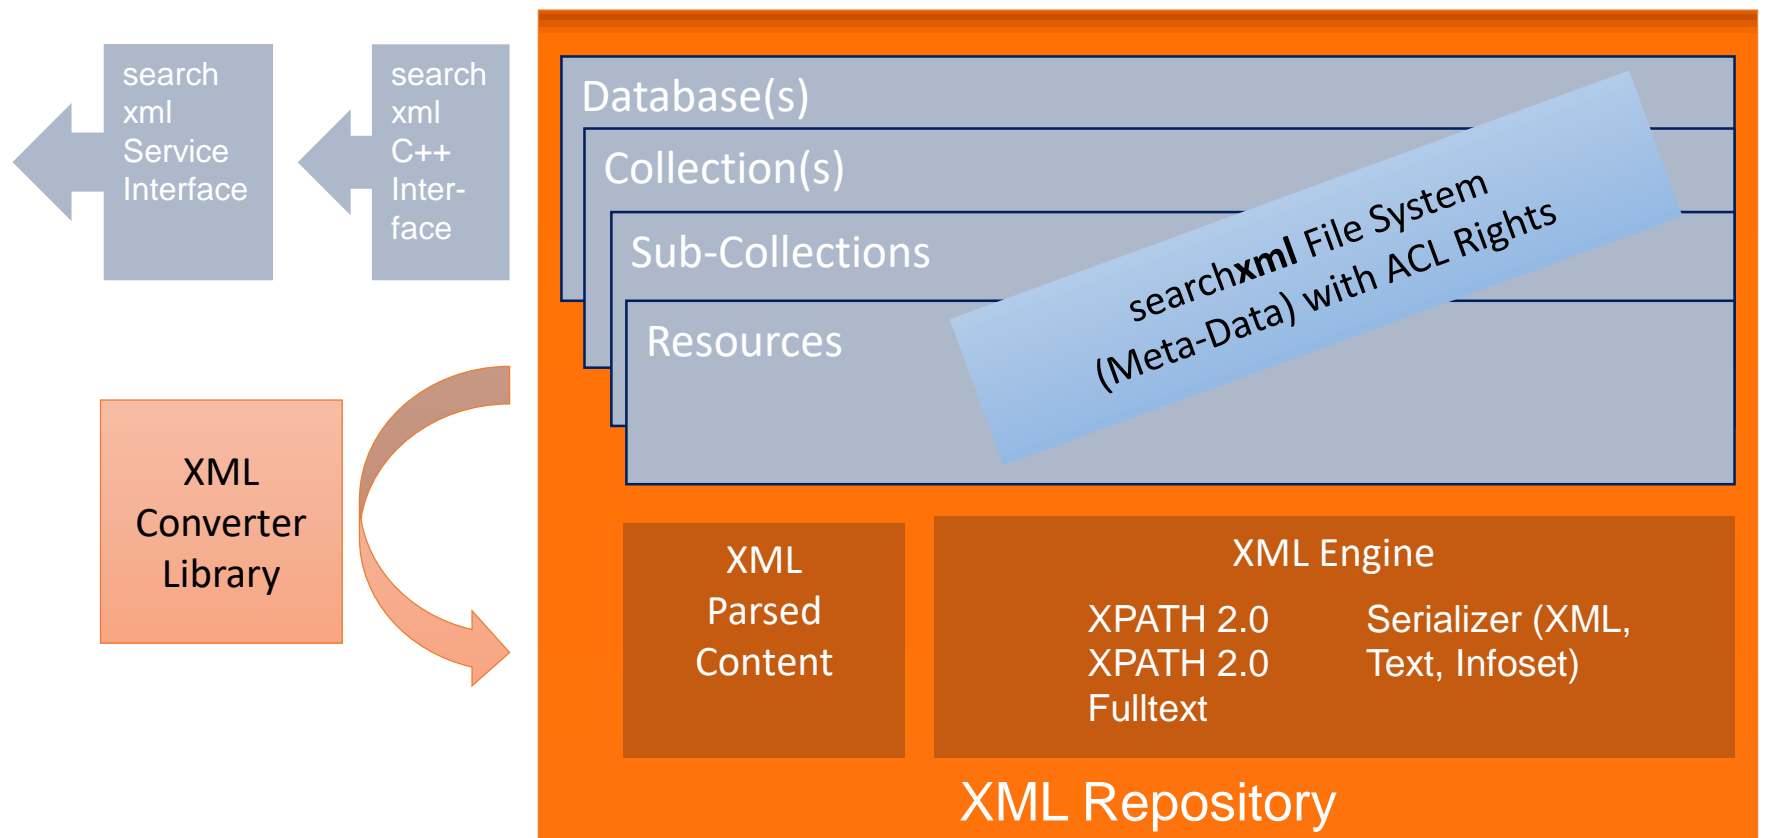 search
xml
Service
Interface
search
xml
C++
Inter-
face
Database(s)
Collection(s)
Sub-Collections
Resources
searchxml File System
(Meta-Data) with ACL Rights
XML
Converter
Library
XML
Parsed
Content
XML Engine
XPATH 2.0
XPATH 2.0
Fulltext
Serializer (XML,
Text, Infoset)
XML Repository